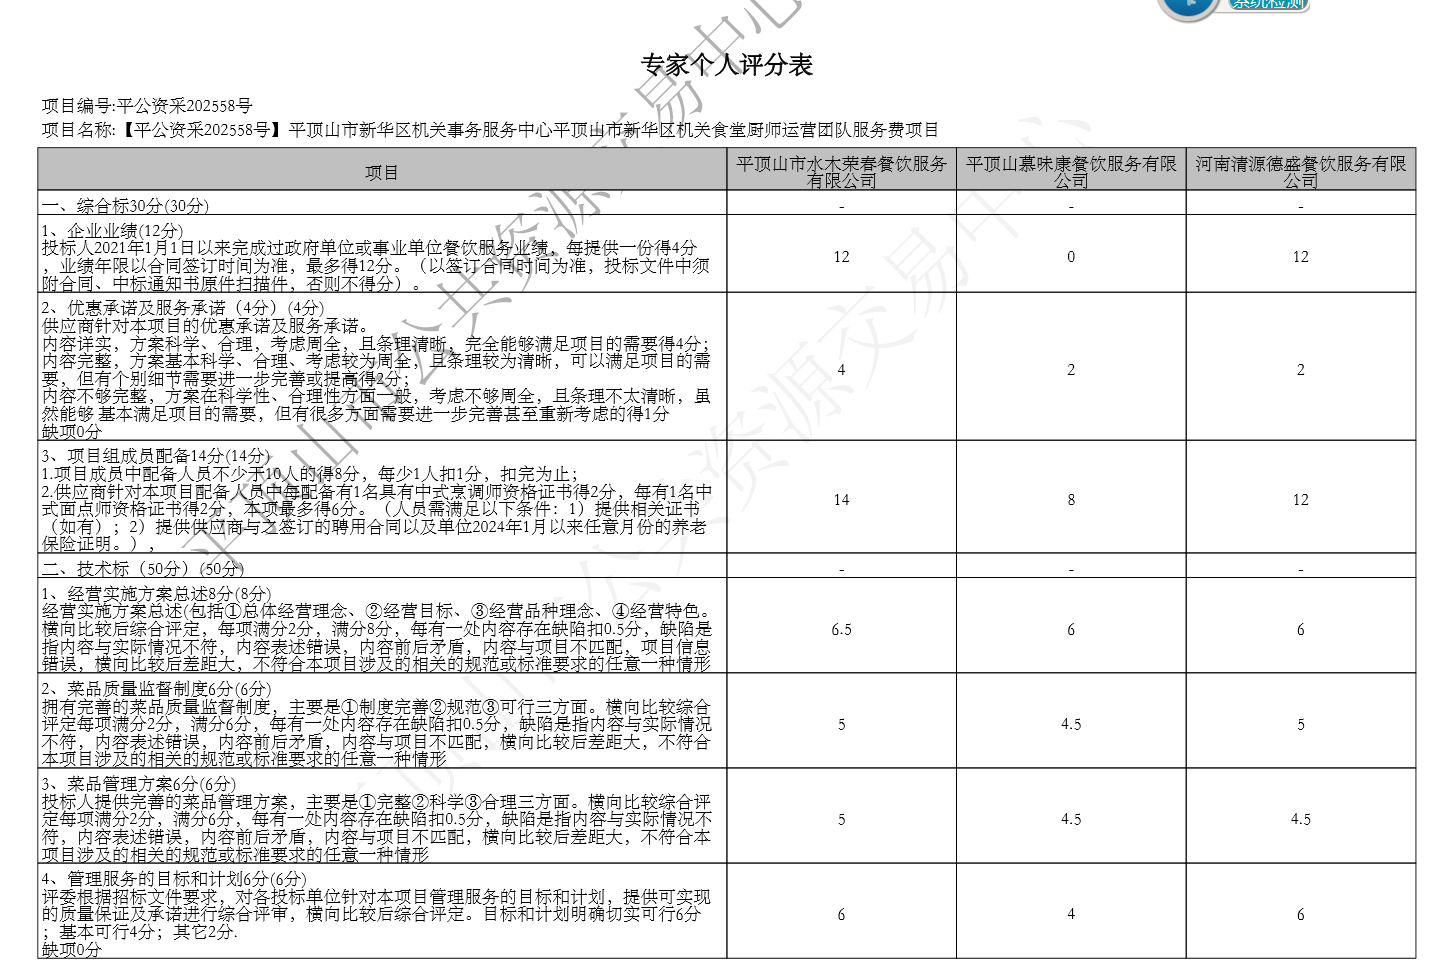 系统检测
专家个人评分表
项目编号:平公资采202558号
项目名称:【平公资采202558号】平顶山市新华区机关事务服务中心平顶山市新华区机关食堂厨师运营团队服务费项目
项目
平顶山市水木荣春餐饮服务
有限公司
平顶山慕味康餐饮服务有限
公司
河南清源德盛餐饮服务有限
公司
一、综合标30分(30分)
-
-
-
1、企业业绩(12分)
投标人2021年1月1日以来完成过政府单位或事业单位餐饮服务业绩，每提供一份得4分
，业绩年限以合同签订时间为准，最多得12分。（以签订合同时间为准，投标文件中须
附合同、中标通知书原件扫描件，否则不得分）。
12
0
12
2、优惠承诺及服务承诺（4分）(4分)
供应商针对本项目的优惠承诺及服务承诺。
内容详实，方案科学、合理，考虑周全，且条理清晰，完全能够满足项目的需要得4分；
内容完整，方案基本科学、合理、考虑较为周全，且条理较为清晰，可以满足项目的需
要，但有个别细节需要进一步完善或提高得2分；
内容不够完整，方案在科学性、合理性方面一般，考虑不够周全，且条理不太清晰，虽
然能够 基本满足项目的需要，但有很多方面需要进一步完善甚至重新考虑的得1分
缺项0分
4
2
2
3、项目组成员配备14分(14分)
1.项目成员中配备人员不少于10人的得8分，每少1人扣1分，扣完为止；
2.供应商针对本项目配备人员中每配备有1名具有中式烹调师资格证书得2分，每有1名中
式面点师资格证书得2分，本项最多得6分。（人员需满足以下条件：1）提供相关证书
（如有）；2）提供供应商与之签订的聘用合同以及单位2024年1月以来任意月份的养老
保险证明。），
14
8
12
二、技术标（50分）(50分)
-
-
-
1、经营实施方案总述8分(8分)
经营实施方案总述(包括①总体经营理念、②经营目标、③经营品种理念、④经营特色。
横向比较后综合评定，每项满分2分，满分8分，每有一处内容存在缺陷扣0.5分，缺陷是
指内容与实际情况不符，内容表述错误，内容前后矛盾，内容与项目不匹配，项目信息
错误，横向比较后差距大，不符合本项目涉及的相关的规范或标准要求的任意一种情形
6.5
6
6
2、菜品质量监督制度6分(6分)
拥有完善的菜品质量监督制度，主要是①制度完善②规范③可行三方面。横向比较综合
评定每项满分2分，满分6分，每有一处内容存在缺陷扣0.5分，缺陷是指内容与实际情况
不符，内容表述错误，内容前后矛盾，内容与项目不匹配，横向比较后差距大，不符合
本项目涉及的相关的规范或标准要求的任意一种情形
5
4.5
5
3、菜品管理方案6分(6分)
投标人提供完善的菜品管理方案，主要是①完整②科学③合理三方面。横向比较综合评
定每项满分2分，满分6分，每有一处内容存在缺陷扣0.5分，缺陷是指内容与实际情况不
符，内容表述错误，内容前后矛盾，内容与项目不匹配，横向比较后差距大，不符合本
项目涉及的相关的规范或标准要求的任意一种情形
5
4.5
4.5
4、管理服务的目标和计划6分(6分)
评委根据招标文件要求，对各投标单位针对本项目管理服务的目标和计划，提供可实现
的质量保证及承诺进行综合评审，横向比较后综合评定。目标和计划明确切实可行6分
；基本可行4分；其它2分.
缺项0分
6
4
6
平顶山市公共资源交易中心
平顶山市公共资源交易中心